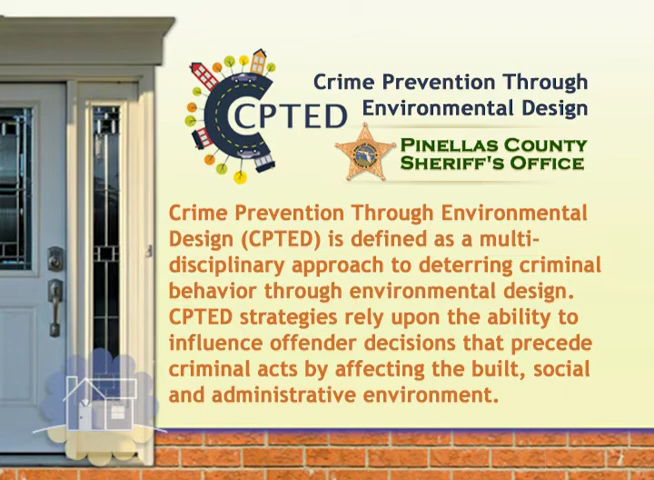 Crime Prevention Through
Environmental Design
CPTED
PINELLAS COUNTY
SHERIFF'S OFFICE
Crime Prevention Through Environmental
Design (CPTED) is defined as a multi-
disciplinary approach to deterring criminal
behavior through environmental design.
CPTED strategies rely upon the ability to
influence offender decisions that precede
criminal acts by affecting the built, social
and administrative environment.